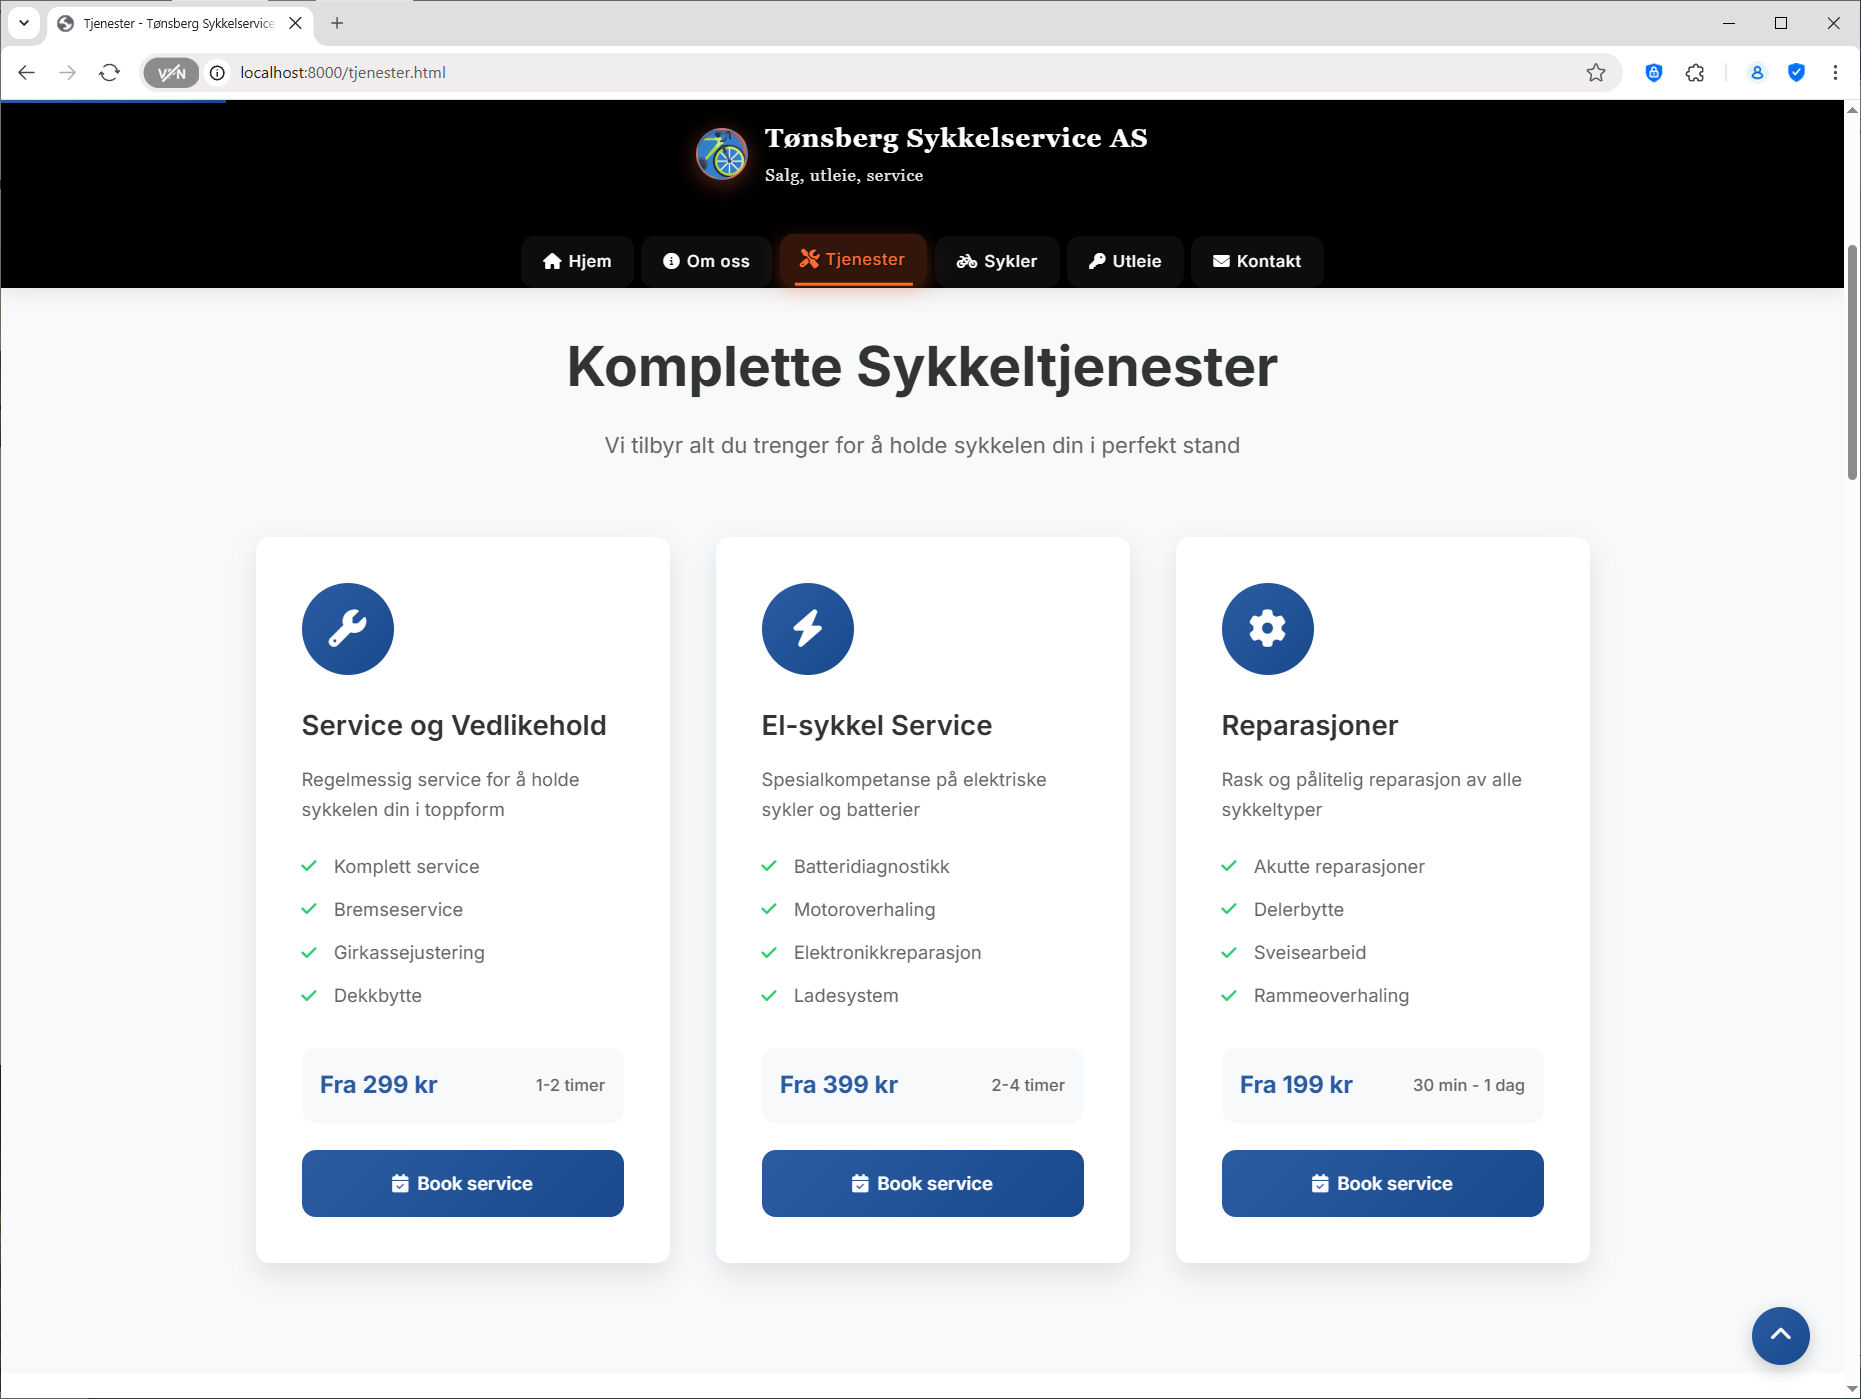 Tjenester - Tønsberg Sykkelservice
VPN
localhost:8000/tjenester.html
Tønsberg Sykkelservice AS
Salg, utleie, service
Hjem
Om oss
Tjenester
Sykler
Utleie
Kontakt
Komplette Sykkeltjenester
Vi tilbyr alt du trenger for å holde sykkelen din i perfekt stand
Service og Vedlikehold
Regelmessig service for å holde
sykkelen din i toppform
Komplett service
Bremseservice
Girkassejustering
Dekkbytte
Fra 299 kr
1-2 timer
Book service
El-sykkel Service
Spesialkompetanse på elektriske
sykler og batterier
Batteridiagnostikk
Motoroverhaling
Elektronikkreparasjon
Ladesystem
Fra 399 kr
2-4 timer
Book service
Reparasjoner
Rask og pålitelig reparasjon av alle
sykkeltyper
Akutte reparasjoner
Delerbytte
Sveisearbeid
Rammeoverhaling
Fra 199 kr
30 min - 1 dag
Book service